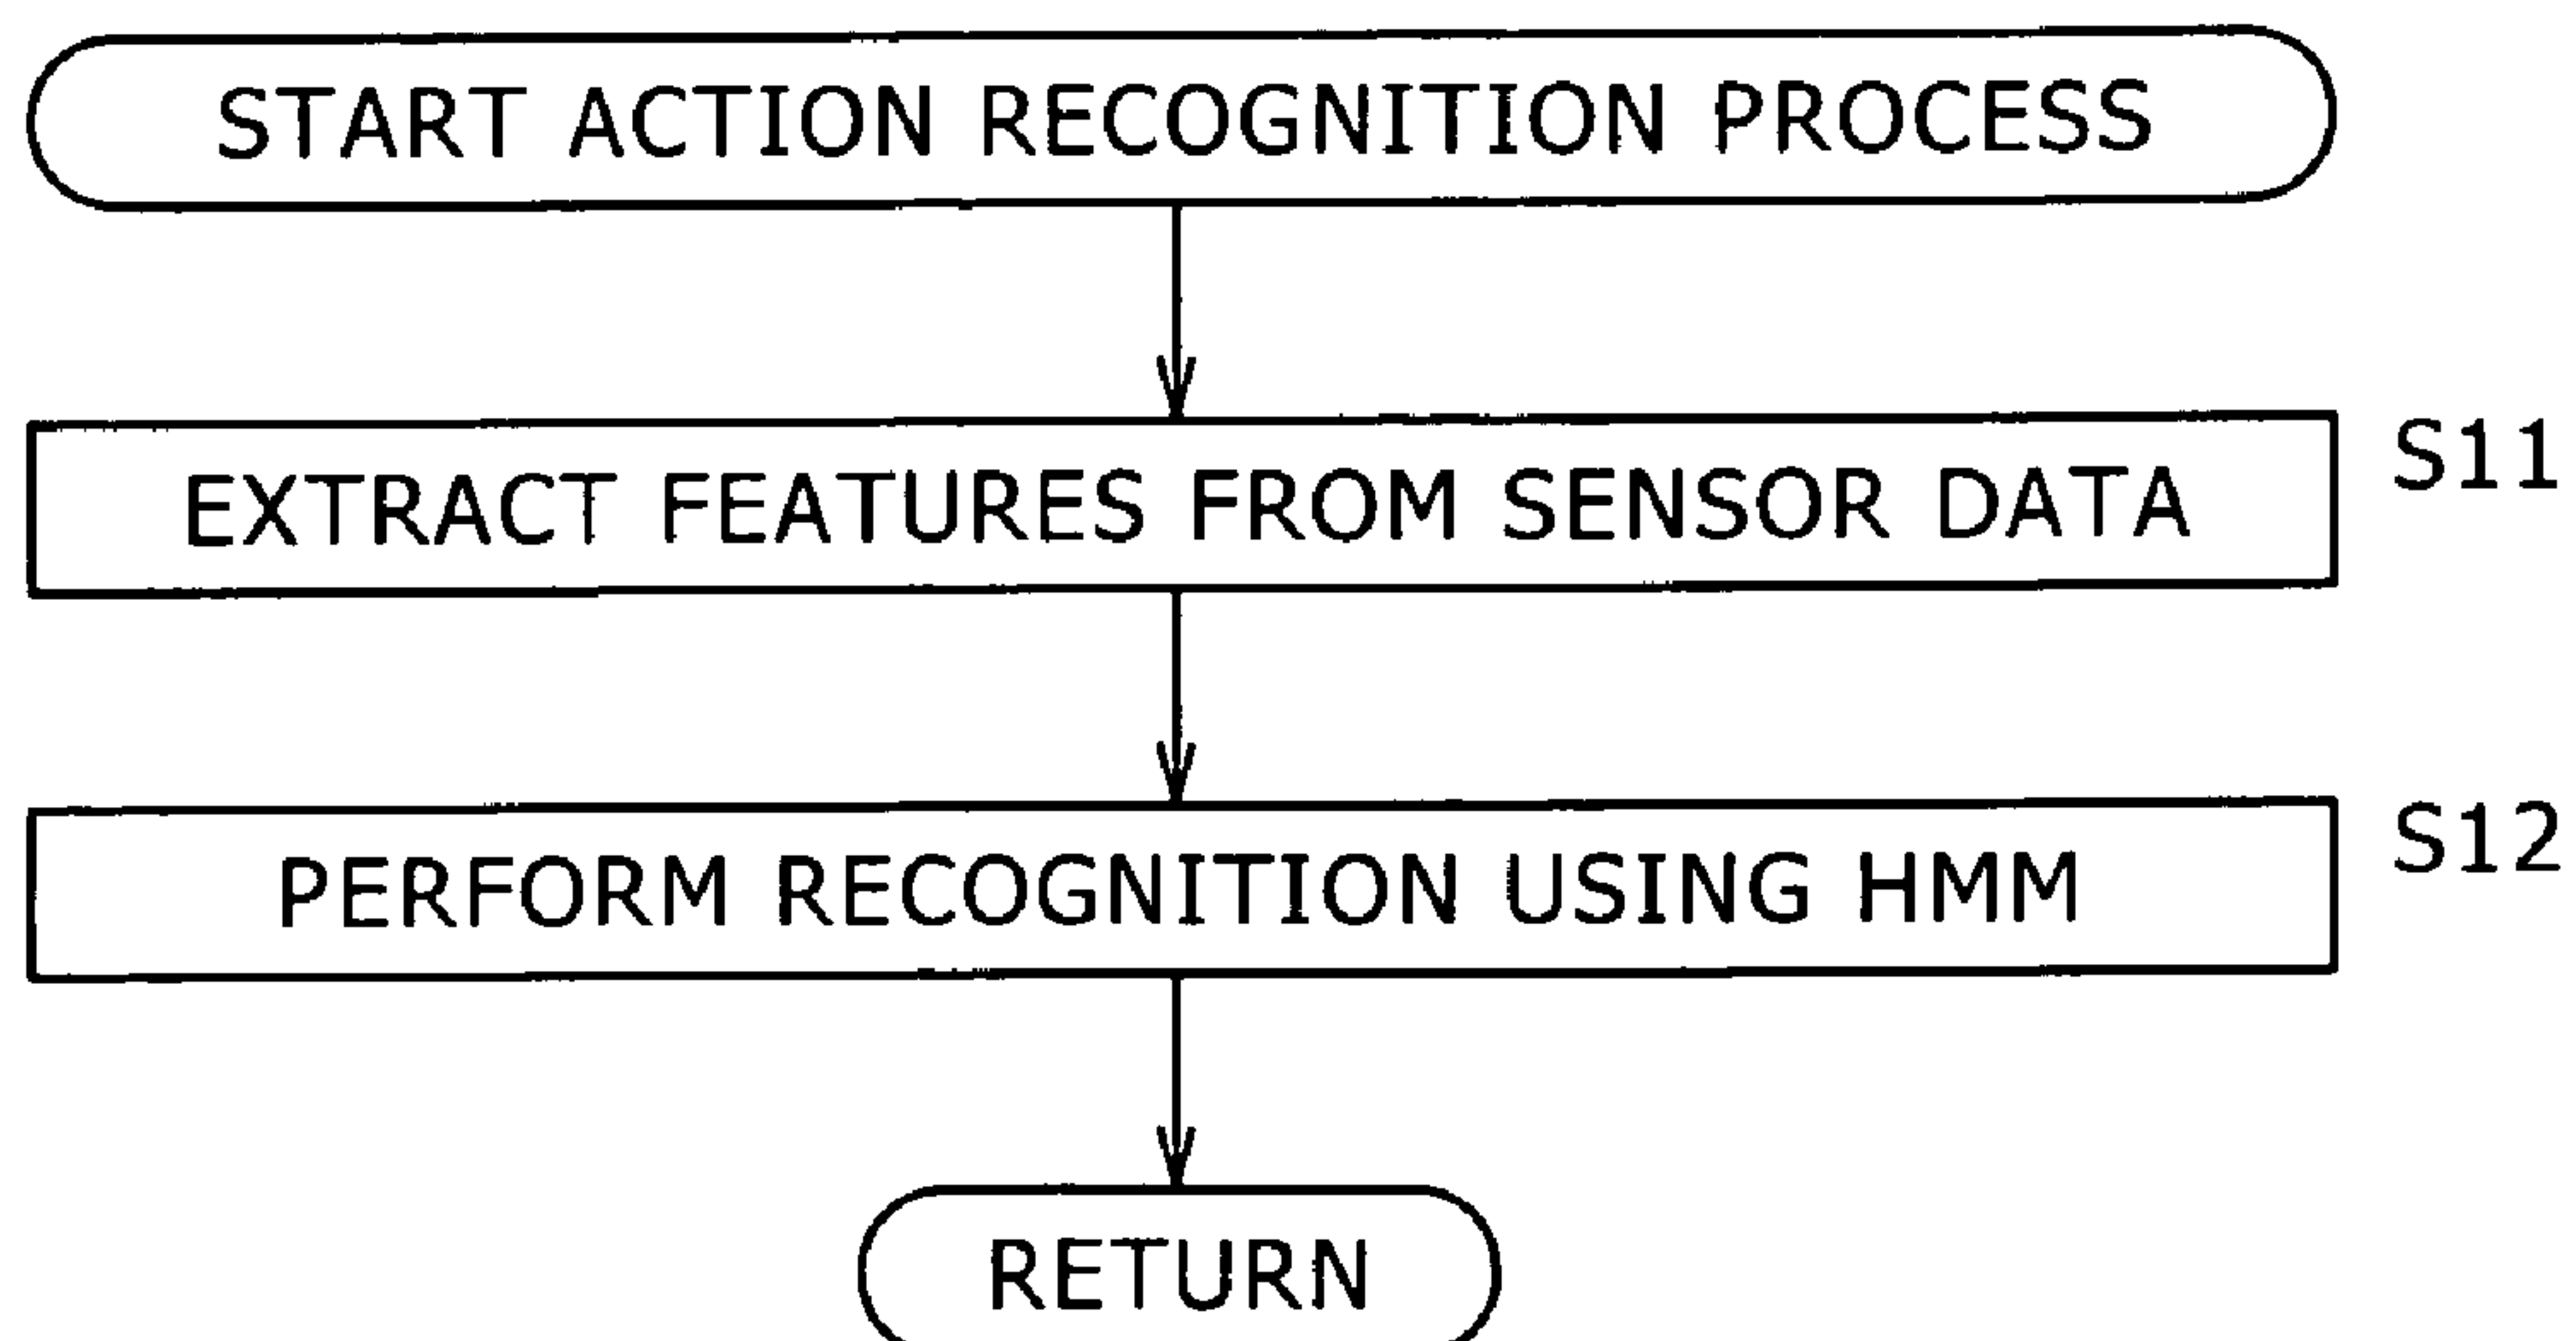 START ACTION RECOGNITION PROCESS
EXTRACT FEATURES FROM SENSOR DATA
S11
PERFORM RECOGNITION USING HMM
S12
RETURN